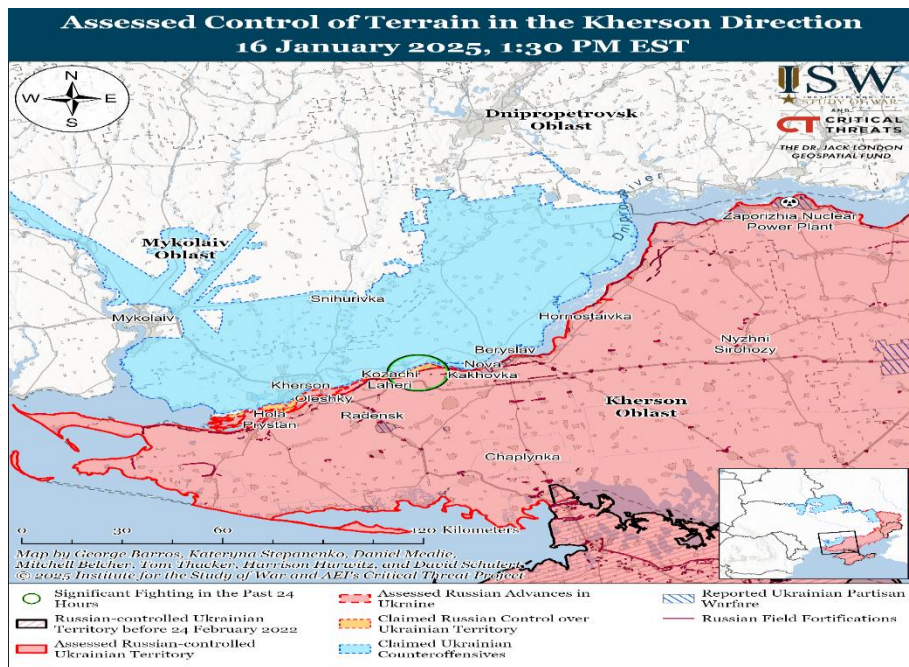 Assessed Control of Terrain in the Kherson Direction
16 January 2025, 1:30 PM EST
N
W
E
S
ISW
INSTITUTE FOR THE
STUDY OF WAR
AND
CT CRITICAL
THREATS
THE DR. JACK LONDON
GEOSPATIAL FUND
Dnipropetrovsk
Oblast
Dnipro River
Zaporizhia Nuclear
Power Plant
Mykolaiv
Oblast
Snihurivka
Mykolaiv
Hornostaivka
Nyzhni
Sirohozy
Beryslav
Nova
Kakhovka
Kozachi
Laheri
Kherson
Oleshky
Hola
Prystan
Radensk
Kherson
Oblast
Chaplynka
0 30 60 120 Kilometers
Map by George Barros, Kateryna Stepanenko, Daniel Mealie,
Mitchell Belcher, Tom Thacker, Harrison Hurwitz, and David Schulert
© 2025 Institute for the Study of War and AEI's Critical Threat Project
Significant Fighting in the Past 24
Hours
Russian-controlled Ukrainian
Territory before 24 February 2022
Assessed Russian-controlled
Ukrainian Territory
Assessed Russian Advances in
Ukraine
Claimed Russian Control over
Ukrainian Territory
Claimed Ukrainian
Counteroffensives
Reported Ukrainian Partisan
Warfare
Russian Field Fortifications